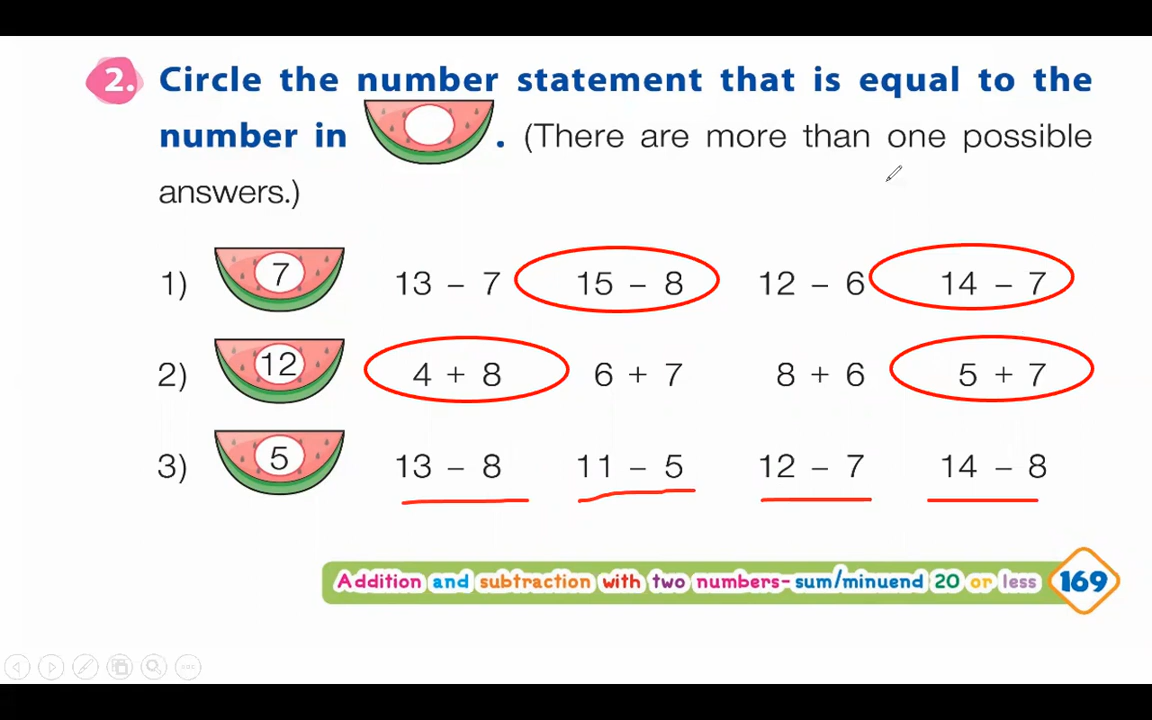 2. Circle the number statement that is equal to the
number in . (There are more than one possible
answers.)
1) 7 13 – 7 15 – 8 12 – 6 14 – 7
2) 12 4 + 8 6 + 7 8 + 6 5 + 7
3) 5 13 – 8 11 – 5 12 – 7 14 – 8
Addition and subtraction with two numbers- sum/minuend 20 or less 169